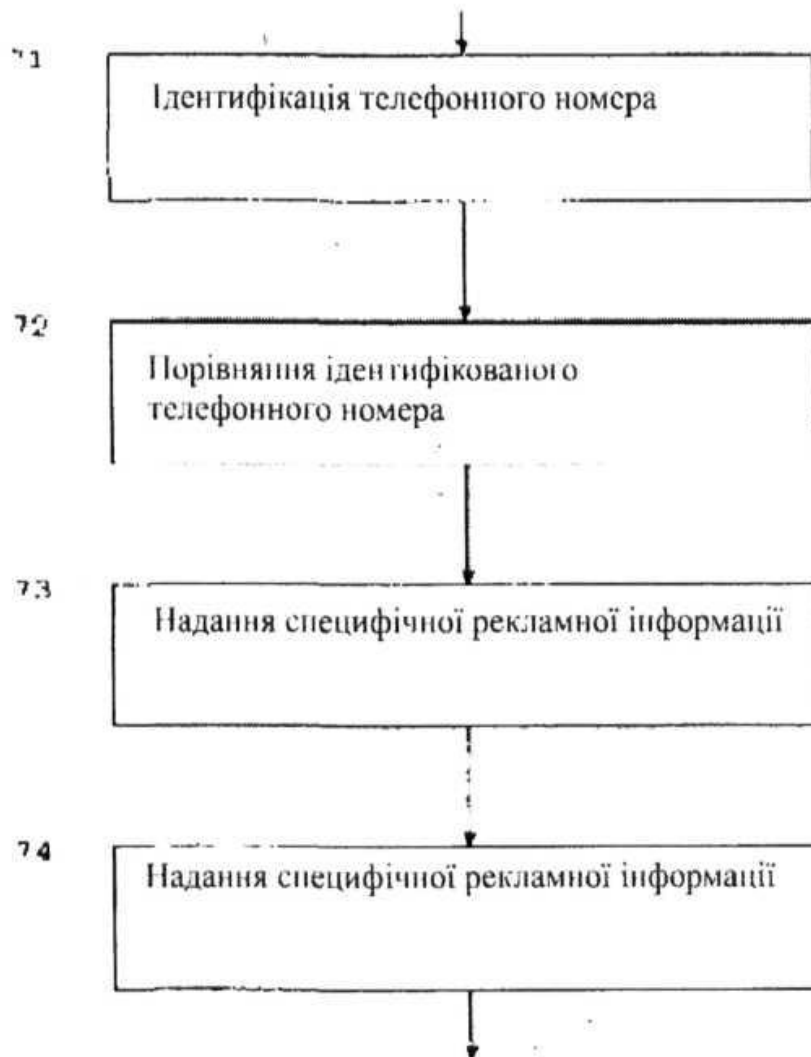 71
Ідентифікація телефонного номера
72
Порівняння ідентифікованого
телефонного номера
73
Надання специфічної рекламної інформації
74
Надання специфічної рекламної інформації